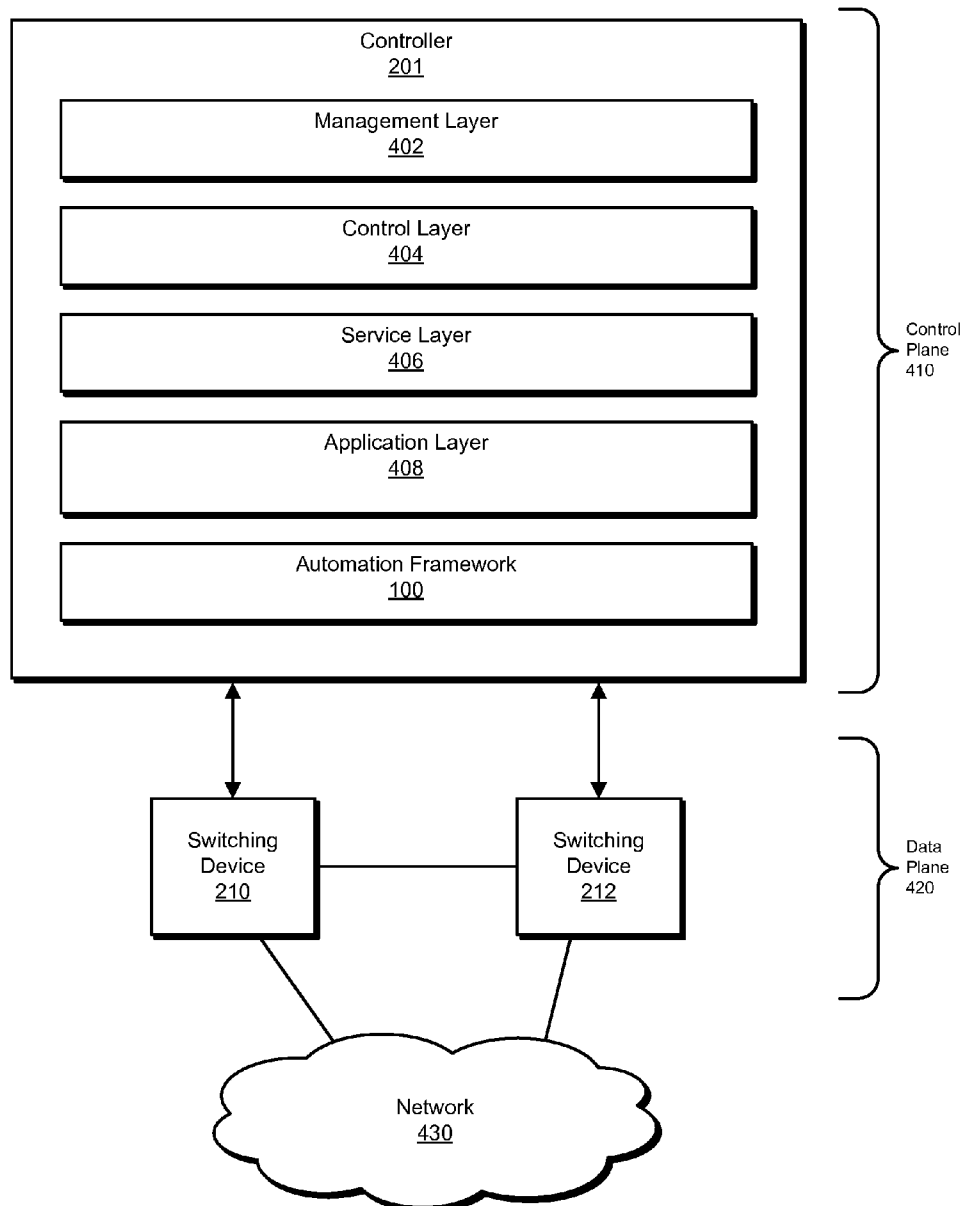 Controller
201
Management Layer
402
Control Layer
404
Service Layer
406
Application Layer
408
Automation Framework
100
Control
Plane
410
Switching
Device
210
Switching
Device
212
Data
Plane
420
Network
430